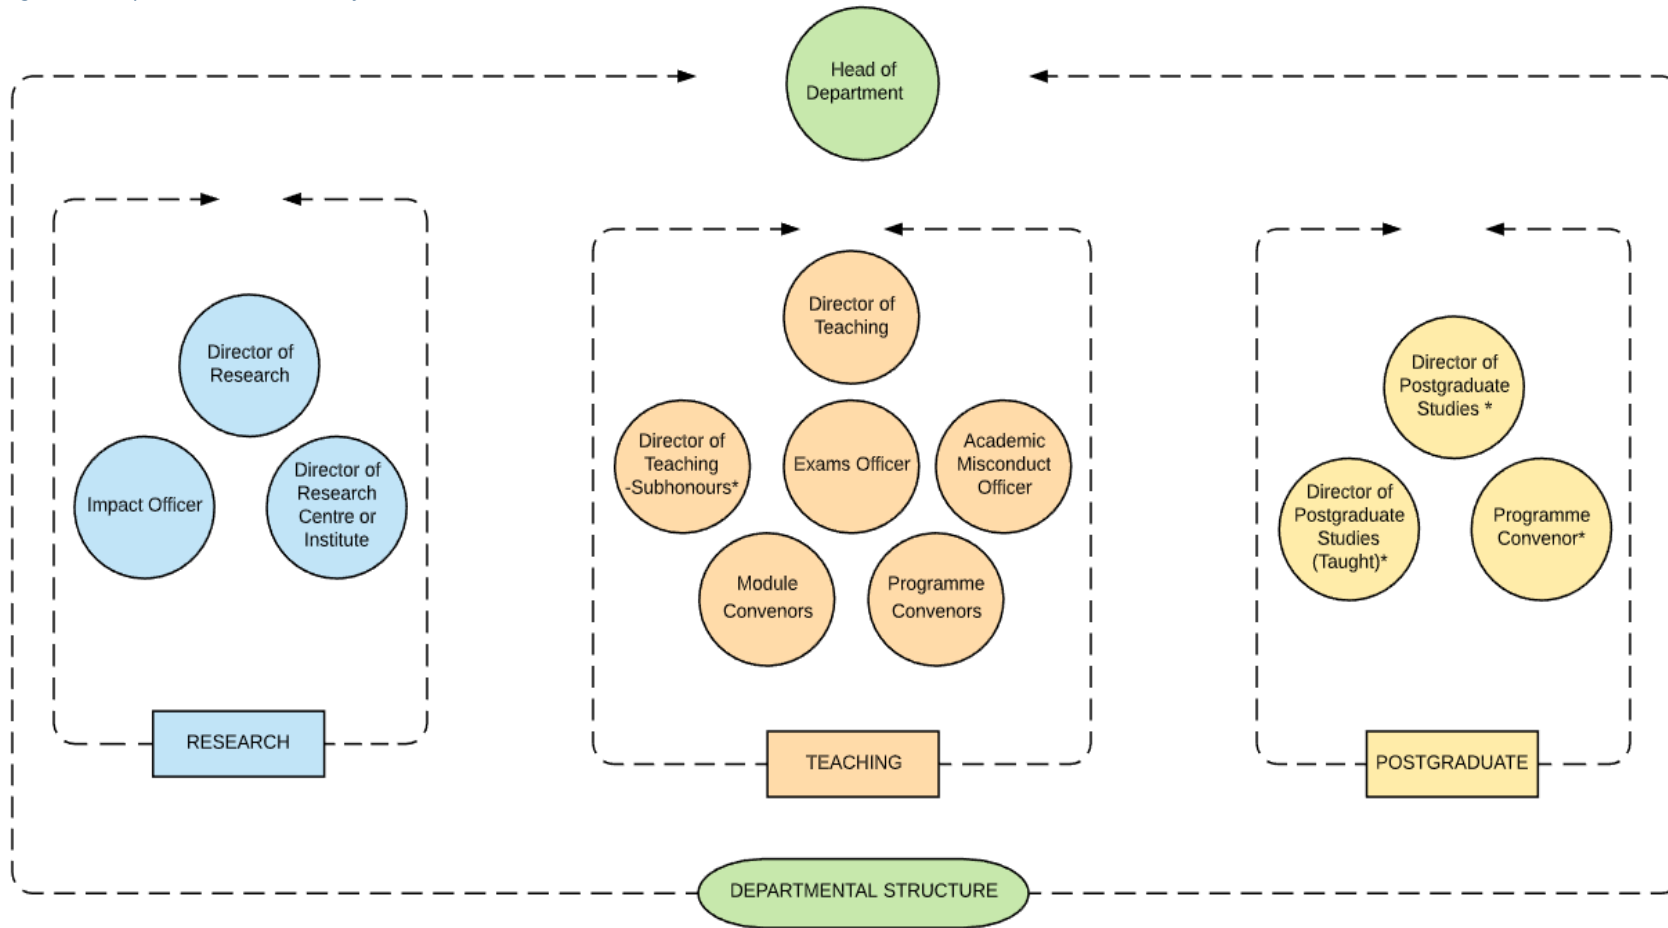 Head of
Department
Director of
Research
Impact Officer
Director of
Research
Centre or
Institute
RESEARCH
Director of
Teaching
Director of
Teaching
-Subhonours*
Exams Officer
Academic
Misconduct
Officer
Module
Convenors
Programme
Convenors
TEACHING
Director of
Postgraduate
Studies *
Director of
Postgraduate
Studies
(Taught)*
Programme
Convenor*
POSTGRADUATE
DEPARTMENTAL STRUCTURE